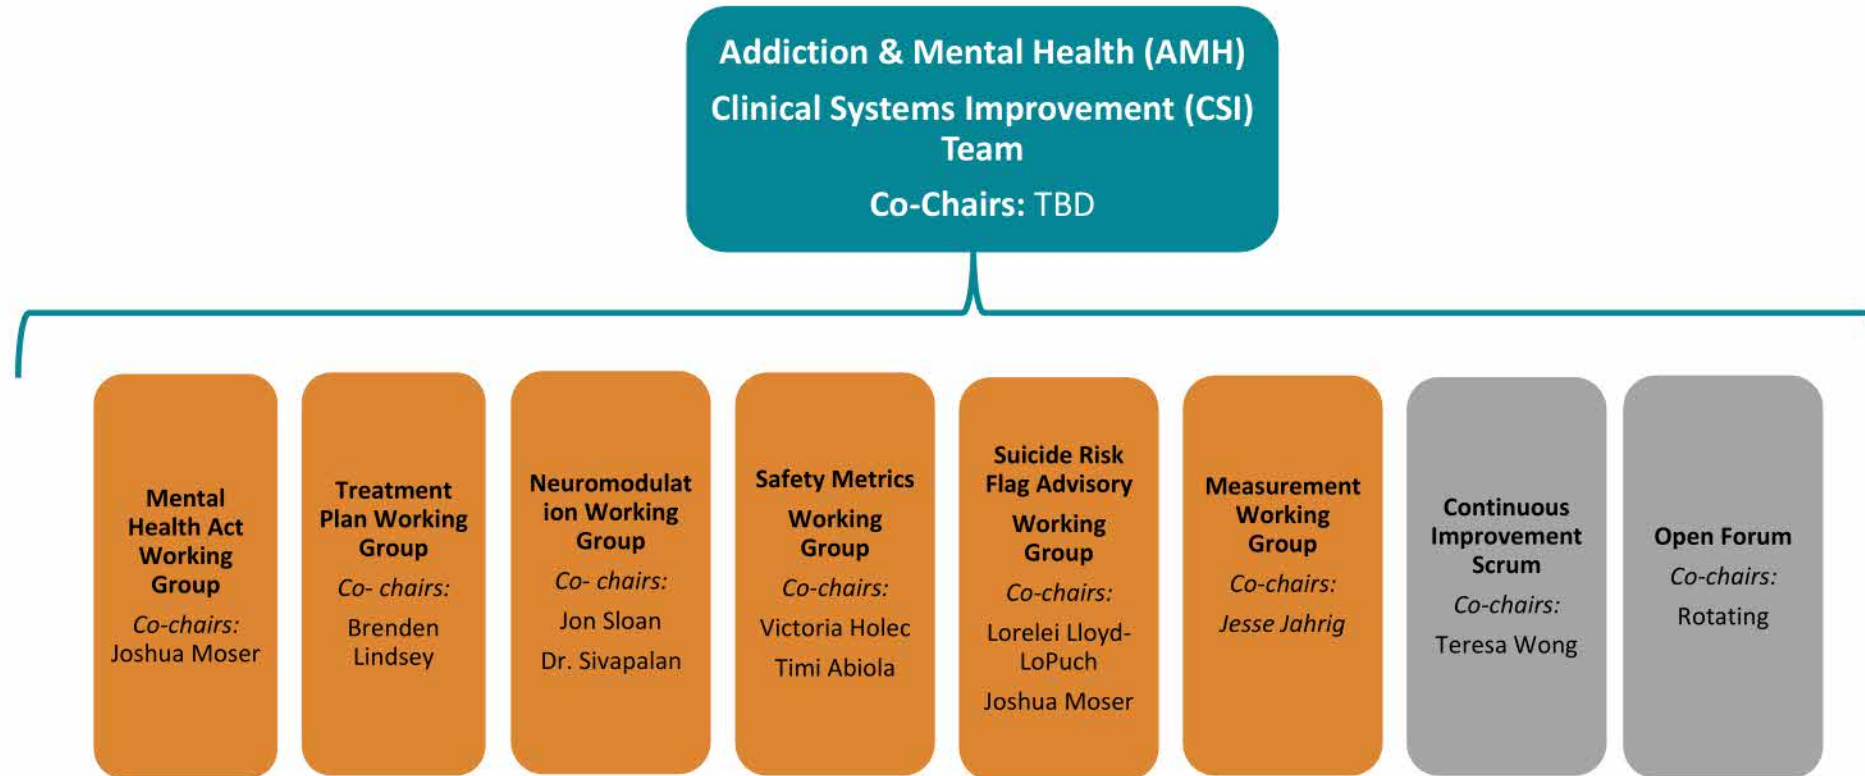 Addiction & Mental Health (AMH)
Clinical Systems Improvement (CSI)
Team
Co-Chairs: TBD
Mental
Health Act
Working
Group
Co-chairs:
Joshua Moser
Treatment
Plan Working
Group
Co- chairs:
Brenden
Lindsey
Neuromodulat
ion Working
Group
Co- chairs:
Jon Sloan
Dr. Sivapalan
Safety Metrics
Working
Group
Co-chairs:
Victoria Holec
Timi Abiola
Suicide Risk
Flag Advisory
Working
Group
Co-chairs:
Lorelei Lloyd-
LoPuch
Joshua Moser
Measurement
Working
Group
Co-chairs:
Jesse Jahrig
Continuous
Improvement
Scrum
Co-chairs:
Teresa Wong
Open Forum
Co-chairs:
Rotating